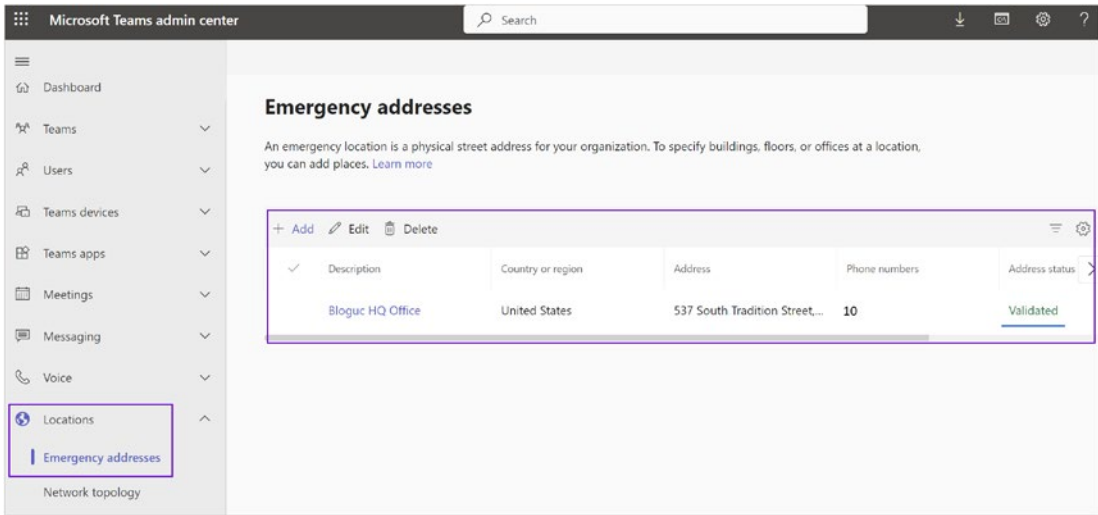 Microsoft Teams admin center
Search
?
Dashboard
Teams
Users
Teams devices
Teams apps
Meetings
Messaging
Voice
Locations
Emergency addresses
Network topology
Emergency addresses
An emergency location is a physical street address for your organization. To specify buildings, floors, or offices at a location,
you can add places. Learn more
+ Add Edit Delete
Description Country or region Address Phone numbers Address status
Bloguc HQ Office United States 537 South Tradition Street,... 10 Validated